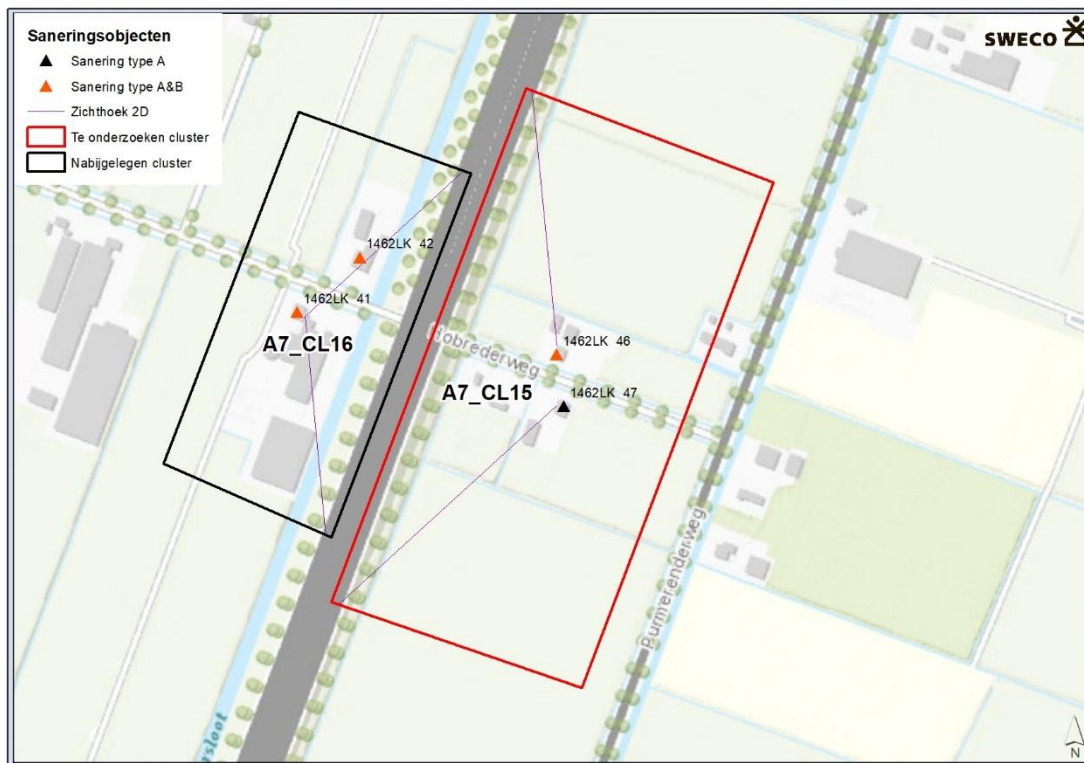 Saneringsobjecten
Sanering type A
Sanering type A&B
Zichthoek 2D
Te onderzoeken cluster
Nabijgelegen cluster
SWECO
1462LK 42
1462LK 41
A7_CL16
Hobrederweg
1462LK 46
A7_CL15
1462LK 47
Purmerenderweg
sloot
N